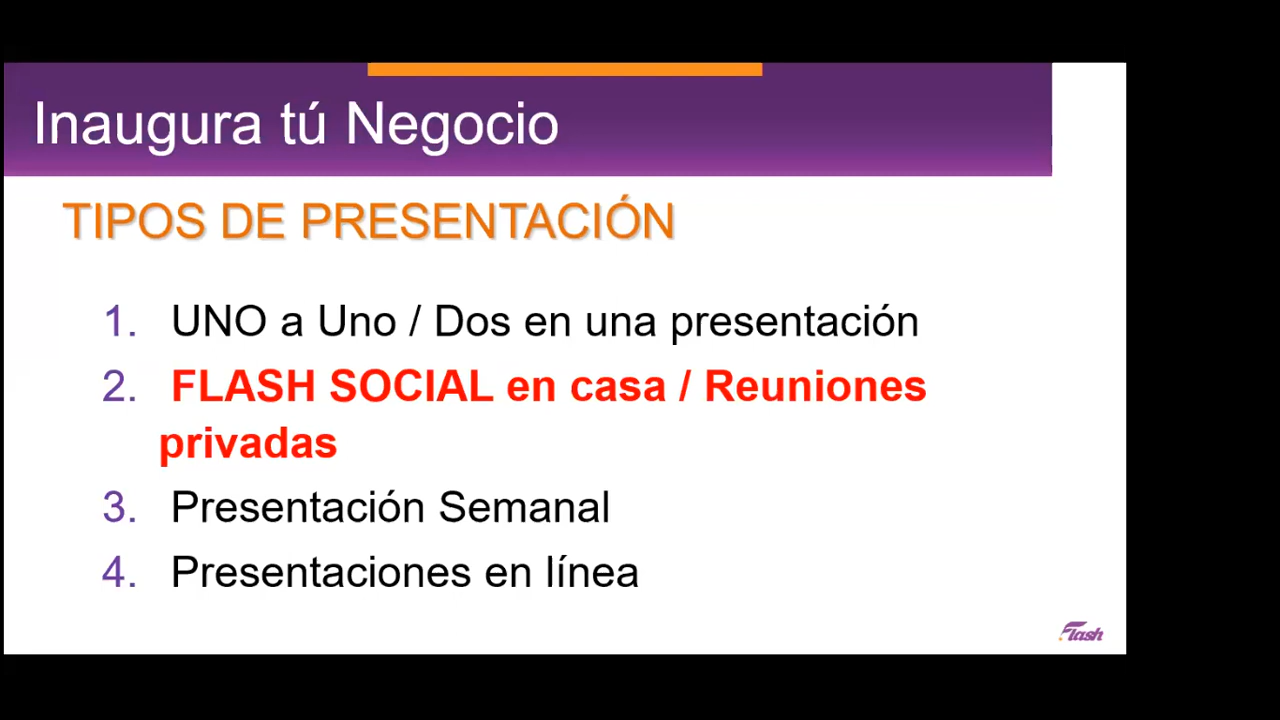 Inaugura tú Negocio
TIPOS DE PRESENTACIÓN
1. UNO a Uno / Dos en una presentación
2. FLASH SOCIAL en casa / Reuniones
privadas
3. Presentación Semanal
4. Presentaciones en línea
Flash